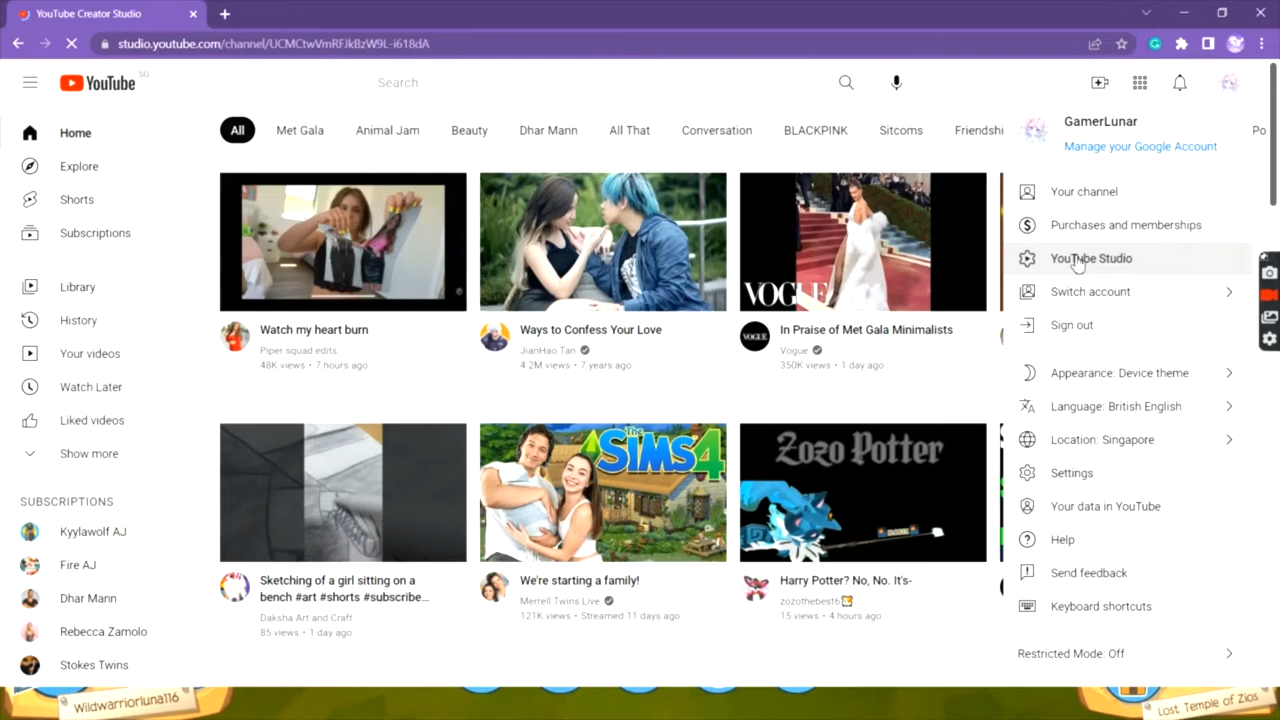 YouTube Creator Studio
studio.youtube.com/channel/UCMCtwVmRFJkBzW9L-i618dA
YouTube SG
Search
Home
Explore
Shorts
Subscriptions
Library
History
Your videos
Watch Later
Liked videos
Show more
SUBSCRIPTIONS
Kyylawolf AJ
Fire AJ
Dhar Mann
Rebecca Zamolo
Stokes Twins
All Met Gala Animal Jam Beauty Dhar Mann All That Conversation BLACKPINK Sitcoms Friendshi Po
Watch my heart burn
Piper squad edits
48K views • 7 hours ago
Ways to Confess Your Love
JianHao Tan
4.2M views • 7 years ago
VOGUE
VOGUE
In Praise of Met Gala Minimalists
Vogue
350K views • 1 day ago
Sketching of a girl sitting on a
bench #art #shorts #subscribe...
Daksha Art and Craft
85 views • 1 day ago
The
SIMS 4
We're starting a family!
Merrell Twins Live
121K views • Streamed 11 days ago
Zozo Potter
Harry Potter? No, No. It's-
zozothebest6
15 views • 4 hours ago
GamerLunar
Manage your Google Account
Your channel
Purchases and memberships
YouTube Studio
Switch account
Sign out
Appearance: Device theme
Language: British English
Location: Singapore
Settings
Your data in YouTube
Help
Send feedback
Keyboard shortcuts
Restricted Mode: Off
Wildwarriorluna116
Lost Temple of Zios